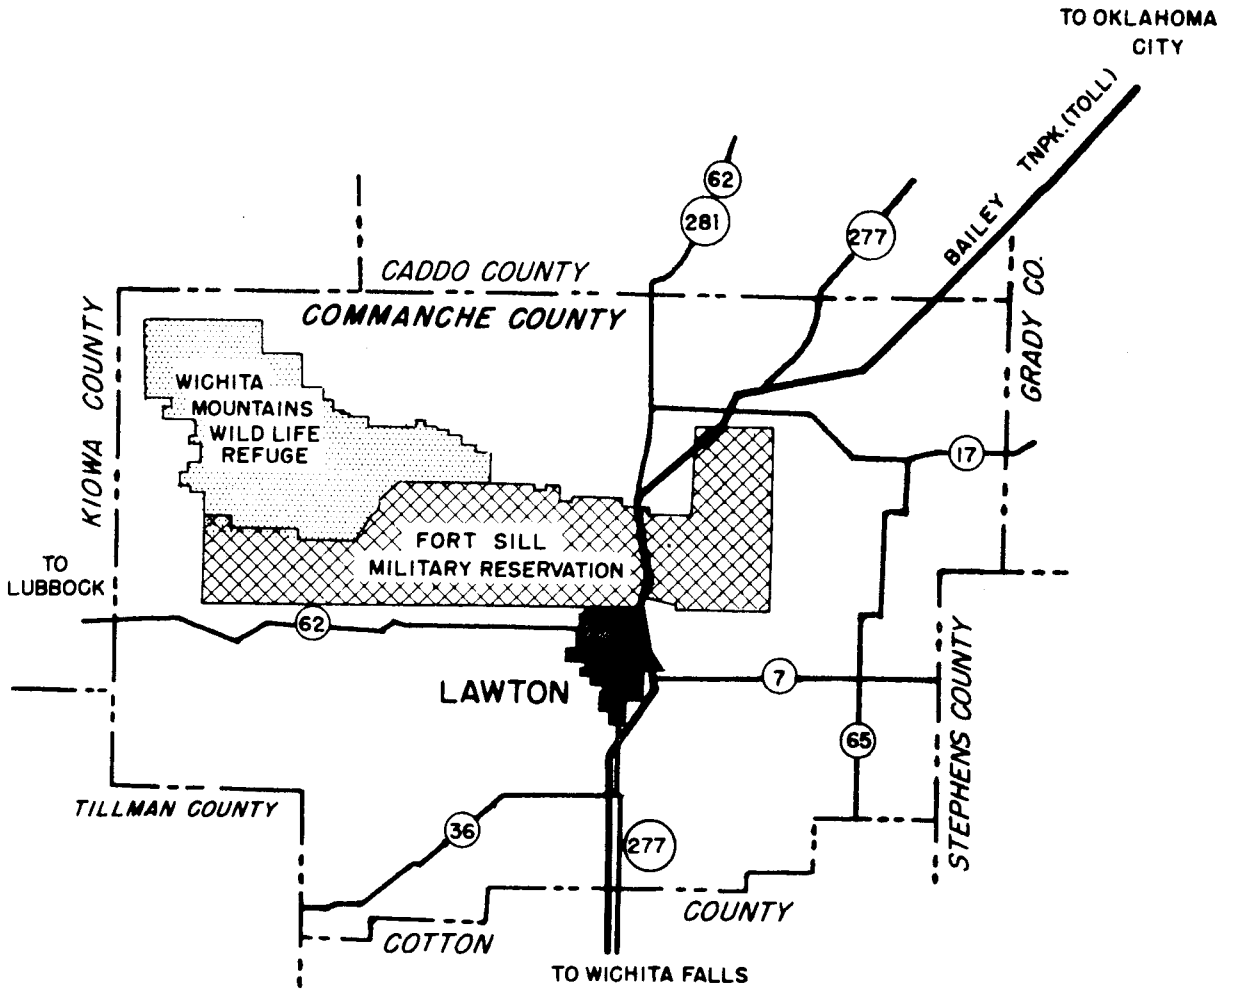 TO OKLAHOMA
CITY
BAILEY TNPK.(TOLL)
62
281
277
CADDO COUNTY
COMMANCHE COUNTY
KIOWA COUNTY
GRADY CO.
WICHITA
MOUNTAINS
WILD LIFE
REFUGE
17
FORT SILL
MILITARY RESERVATION
TO
LUBBOCK
62
LAWTON
7
65
STEPHENS COUNTY
TILLMAN COUNTY
36
277
COTTON COUNTY
TO WICHITA FALLS